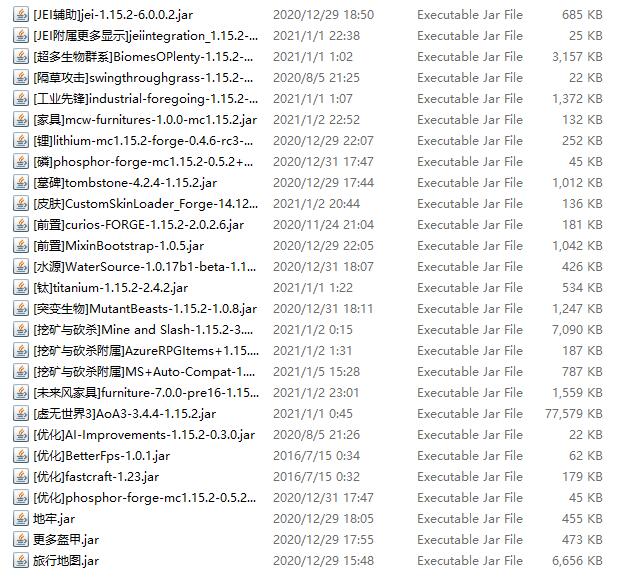 [JEI辅助]jei-1.15.2-6.0.0.2.jar 2020/12/29 18:50 Executable Jar File 685 KB
[JEI附属更多显示]jeiintegration_1.15.2-... 2021/1/1 22:38 Executable Jar File 25 KB
[超多生物群系]BiomesOPlenty-1.15.2-... 2021/1/1 1:02 Executable Jar File 3,157 KB
[隔草攻击]swingthroughgrass-1.15.2-... 2020/8/5 21:25 Executable Jar File 22 KB
[工业先锋]industrial-foregoing-1.15.2-... 2021/1/1 1:07 Executable Jar File 1,372 KB
[家具]mcw-furnitures-1.0.0-mc1.15.2.jar 2021/1/2 22:52 Executable Jar File 132 KB
[锂]lithium-mc1.15.2-forge-0.4.6-rc3-... 2020/12/29 22:07 Executable Jar File 252 KB
[磷]phosphor-forge-mc1.15.2-0.5.2+... 2020/12/31 17:47 Executable Jar File 45 KB
[墓碑]tombstone-4.2.4-1.15.2.jar 2020/12/29 17:44 Executable Jar File 1,012 KB
[皮肤]CustomSkinLoader_Forge-14.12... 2021/1/2 20:44 Executable Jar File 136 KB
[前置]curios-FORGE-1.15.2-2.0.2.6.jar 2020/11/24 21:04 Executable Jar File 181 KB
[前置]MixinBootstrap-1.0.5.jar 2020/12/29 22:05 Executable Jar File 1,042 KB
[水源]WaterSource-1.0.17b1-beta-1.1... 2020/12/31 18:07 Executable Jar File 426 KB
[钛]titanium-1.15.2-2.4.2.jar 2021/1/1 1:22 Executable Jar File 534 KB
[突变生物]MutantBeasts-1.15.2-1.0.8.jar 2020/12/31 18:11 Executable Jar File 1,247 KB
[挖矿与砍杀]Mine and Slash-1.15.2-3.... 2021/1/2 0:15 Executable Jar File 7,090 KB
[挖矿与砍杀附属]AzureRPGItems+1.15.... 2021/1/2 1:31 Executable Jar File 187 KB
[挖矿与砍杀附属]MS+Auto-Compat-1.... 2021/1/5 15:28 Executable Jar File 787 KB
[未来风家具]furniture-7.0.0-pre16-1.15... 2021/1/2 23:01 Executable Jar File 1,559 KB
[虚无世界3]AoA3-3.4.4-1.15.2.jar 2021/1/1 0:45 Executable Jar File 77,579 KB
[优化]AI-Improvements-1.15.2-0.3.0.jar 2020/8/5 21:26 Executable Jar File 22 KB
[优化]BetterFps-1.0.1.jar 2016/7/15 0:34 Executable Jar File 62 KB
[优化]fastcraft-1.23.jar 2016/7/15 0:32 Executable Jar File 179 KB
[优化]phosphor-forge-mc1.15.2-0.5.2... 2020/12/31 17:47 Executable Jar File 45 KB
地牢.jar 2020/12/29 18:05 Executable Jar File 455 KB
更多盔甲.jar 2020/12/29 17:55 Executable Jar File 473 KB
旅行地图.jar 2020/12/29 15:48 Executable Jar File 6,656 KB